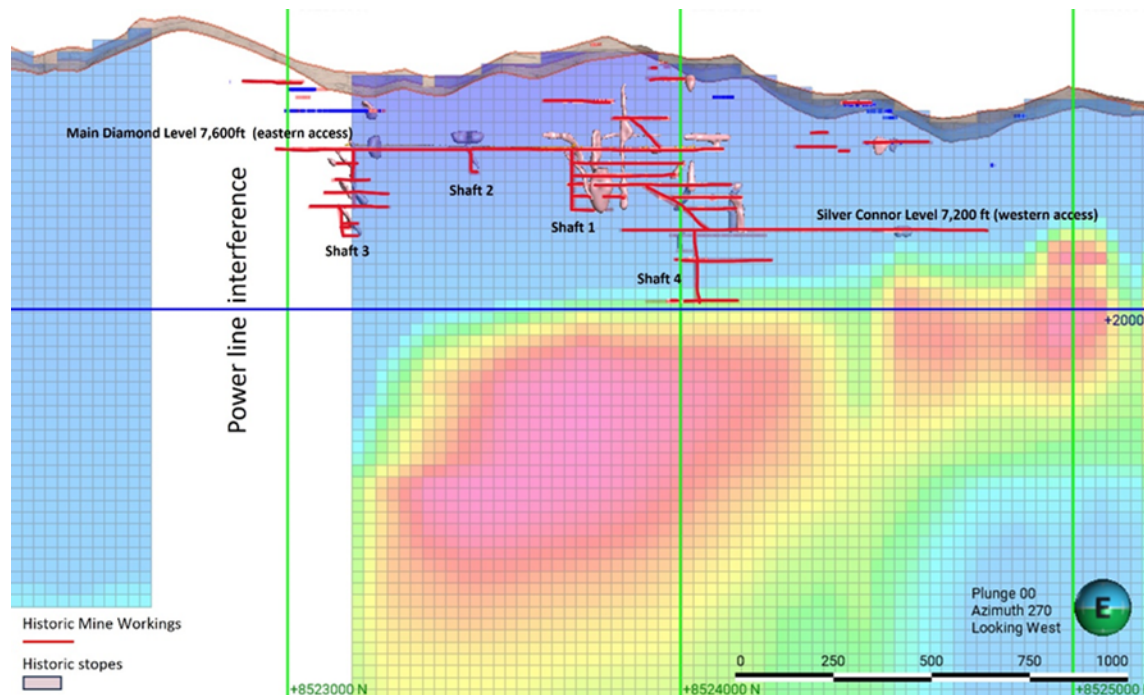 Main Diamond Level 7,600ft (eastern access)
Shaft 2
Silver Connor Level 7,200 ft (western access)
Shaft 1
Shaft 3
Shaft 4
+2000
Power line interference
Plunge 00
Azimuth 270
Looking West
E
Historic Mine Workings
Historic stopes
0 250 500 750 1000
+8523000 N +8524000 N +8525000